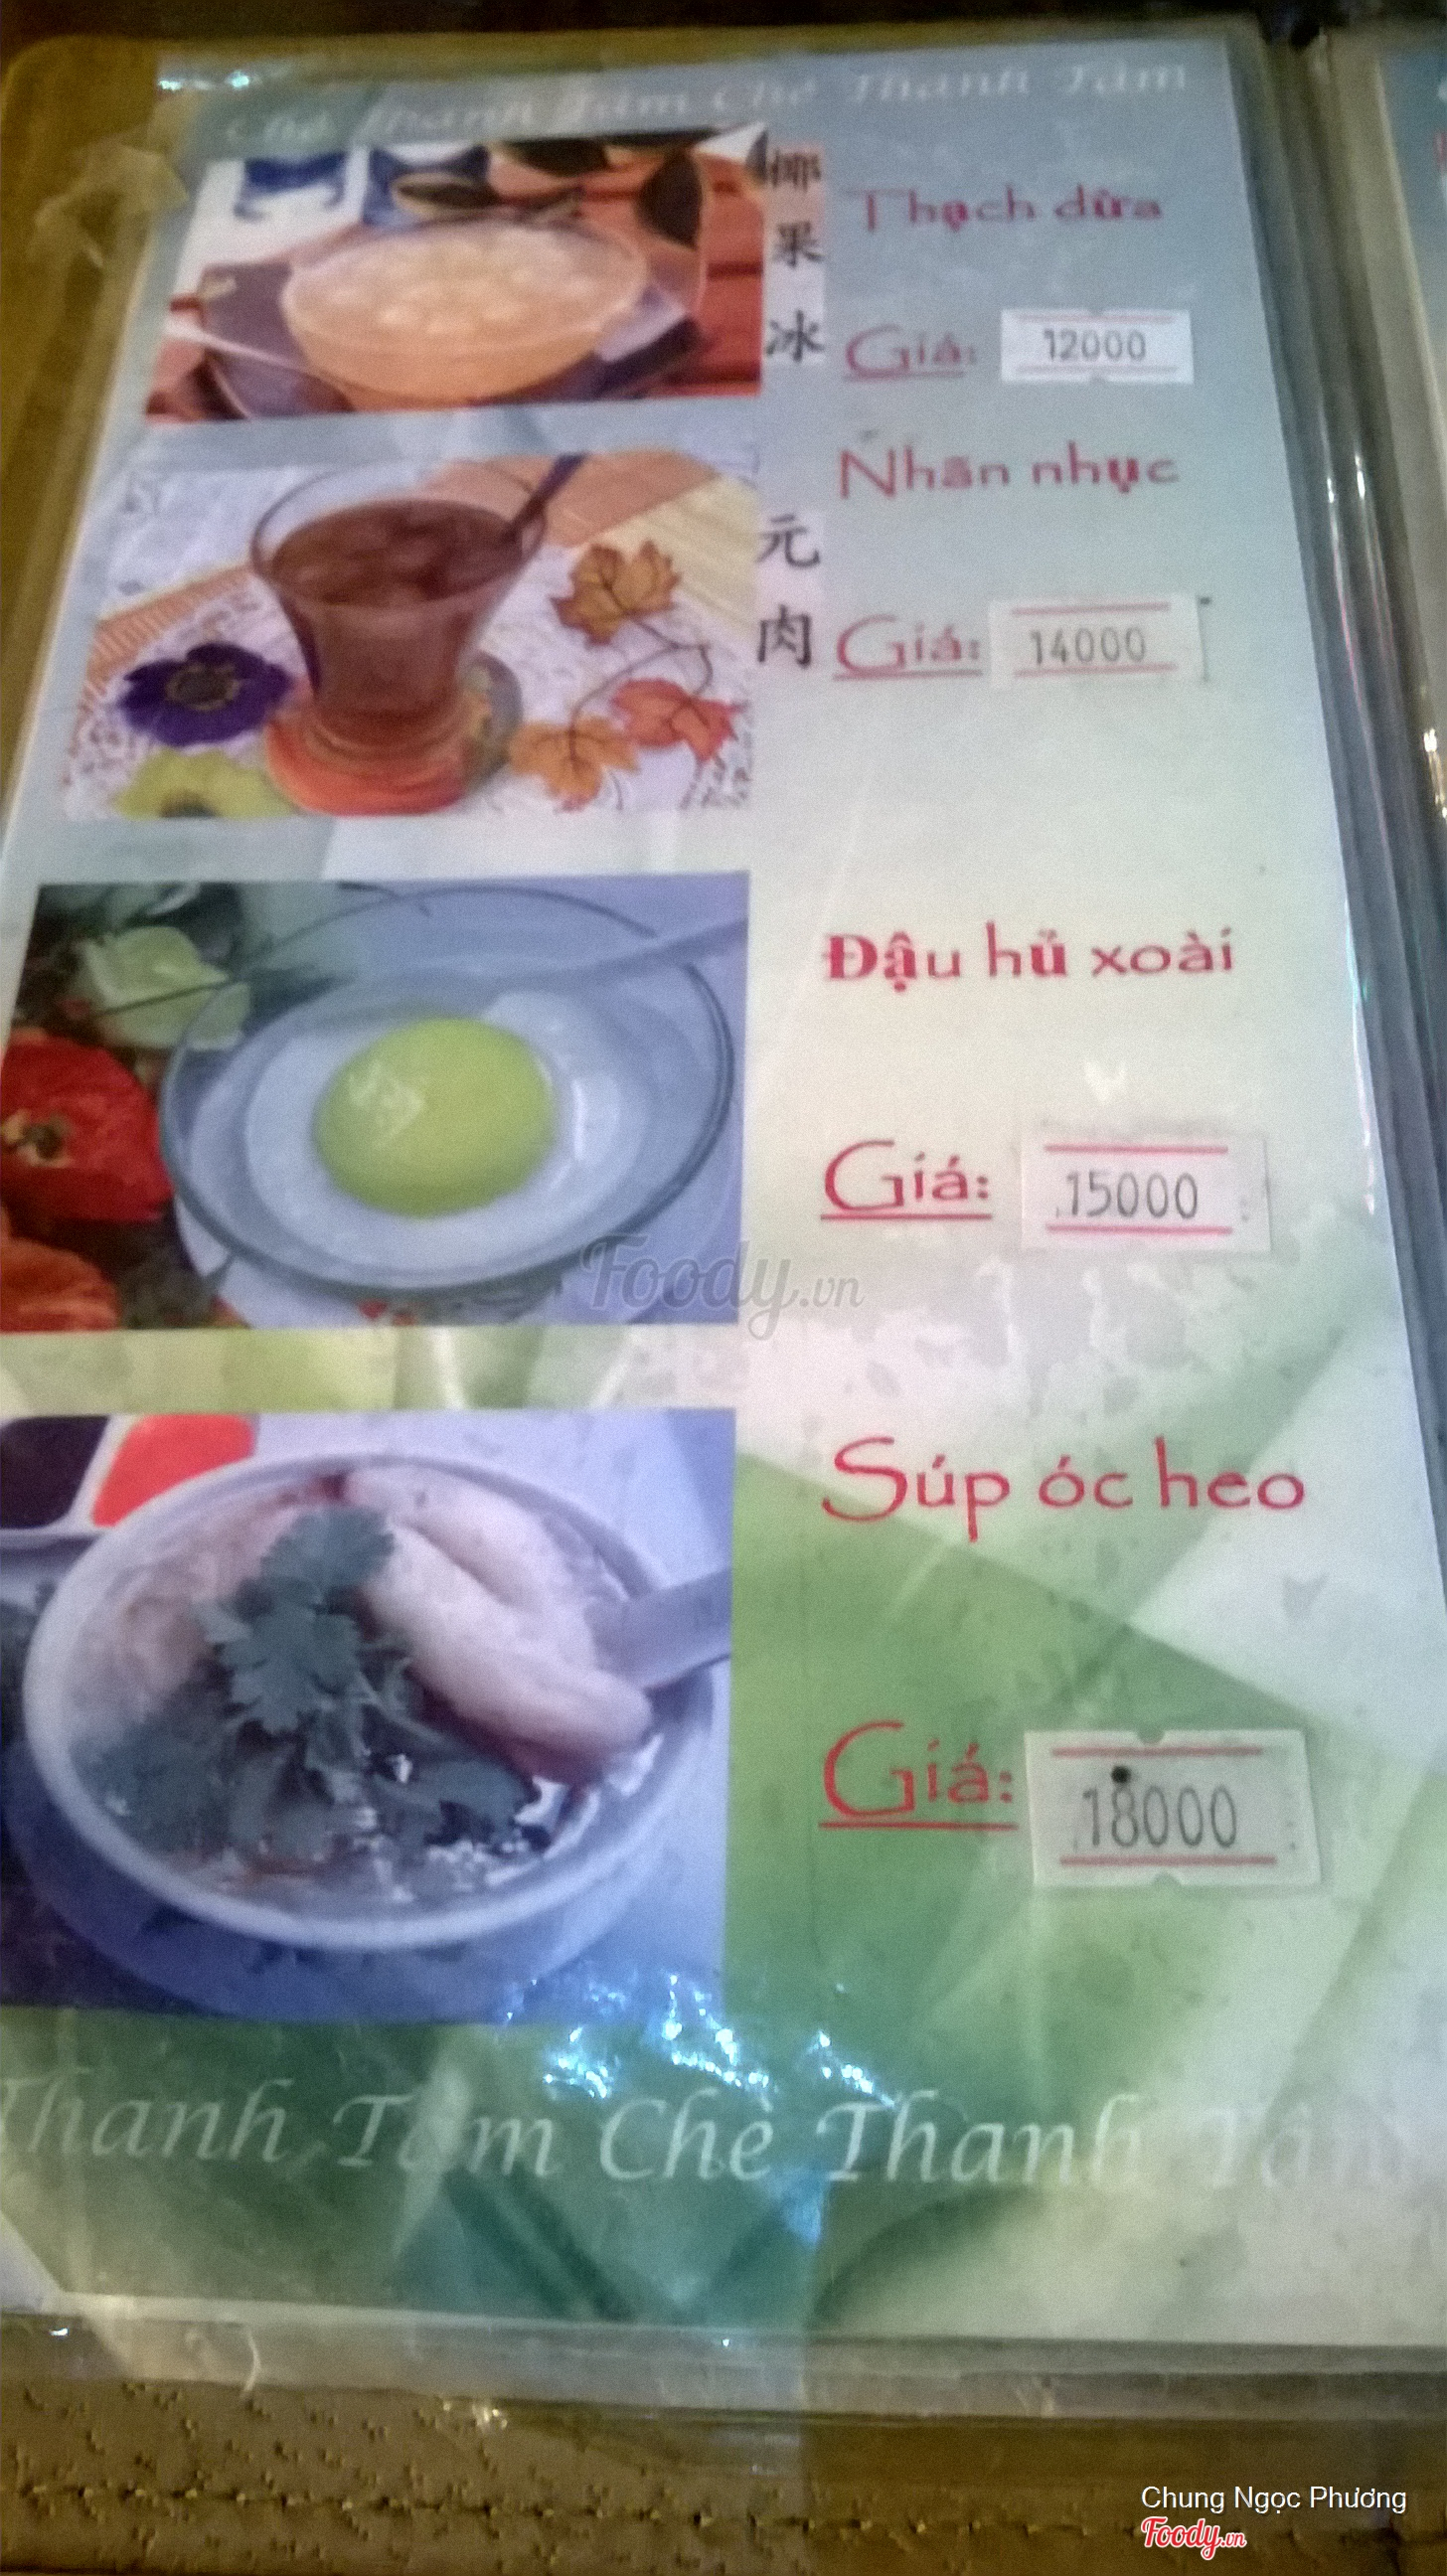 Chè Thanh Tâm Chè Thanh Tâm
椰果冰
Thạch dừa
Giá: 12000
元肉
Nhãn nhục
Giá: 14000
Đậu hủ xoài
Giá: 15000
Foody.vn
Súp óc heo
Giá: 18000
Thanh Tâm Chè Thanh Tâm
Chung Ngọc Phương
Foody.vn